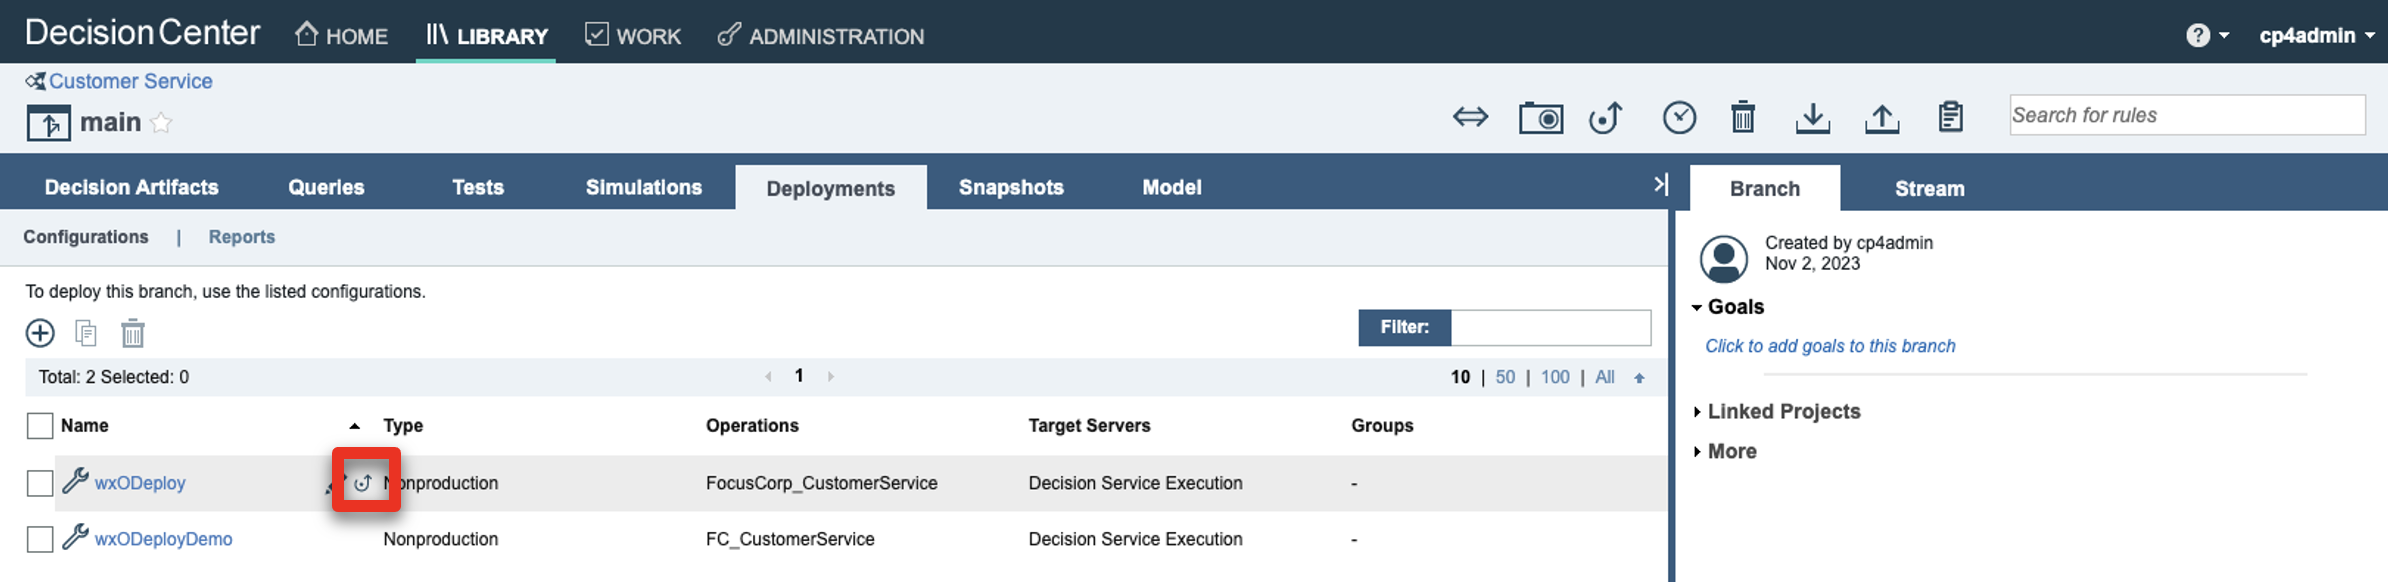 Decision Center HOME LIBRARY WORK ADMINISTRATION ? cp4admin
Customer Service
main Search for rules
Decision Artifacts Queries Tests Simulations Deployments Snapshots Model Branch Stream
Configurations | Reports
Created by cp4admin
Nov 2, 2023
To deploy this branch, use the listed configurations.
Goals
Filter:
Click to add goals to this branch
Total: 2 Selected: 0 1 10 | 50 | 100 | All
Linked Projects
Name Type Operations Target Servers Groups
More
wxODeploy Nonproduction FocusCorp_CustomerService Decision Service Execution -
wxODeployDemo Nonproduction FC_CustomerService Decision Service Execution -